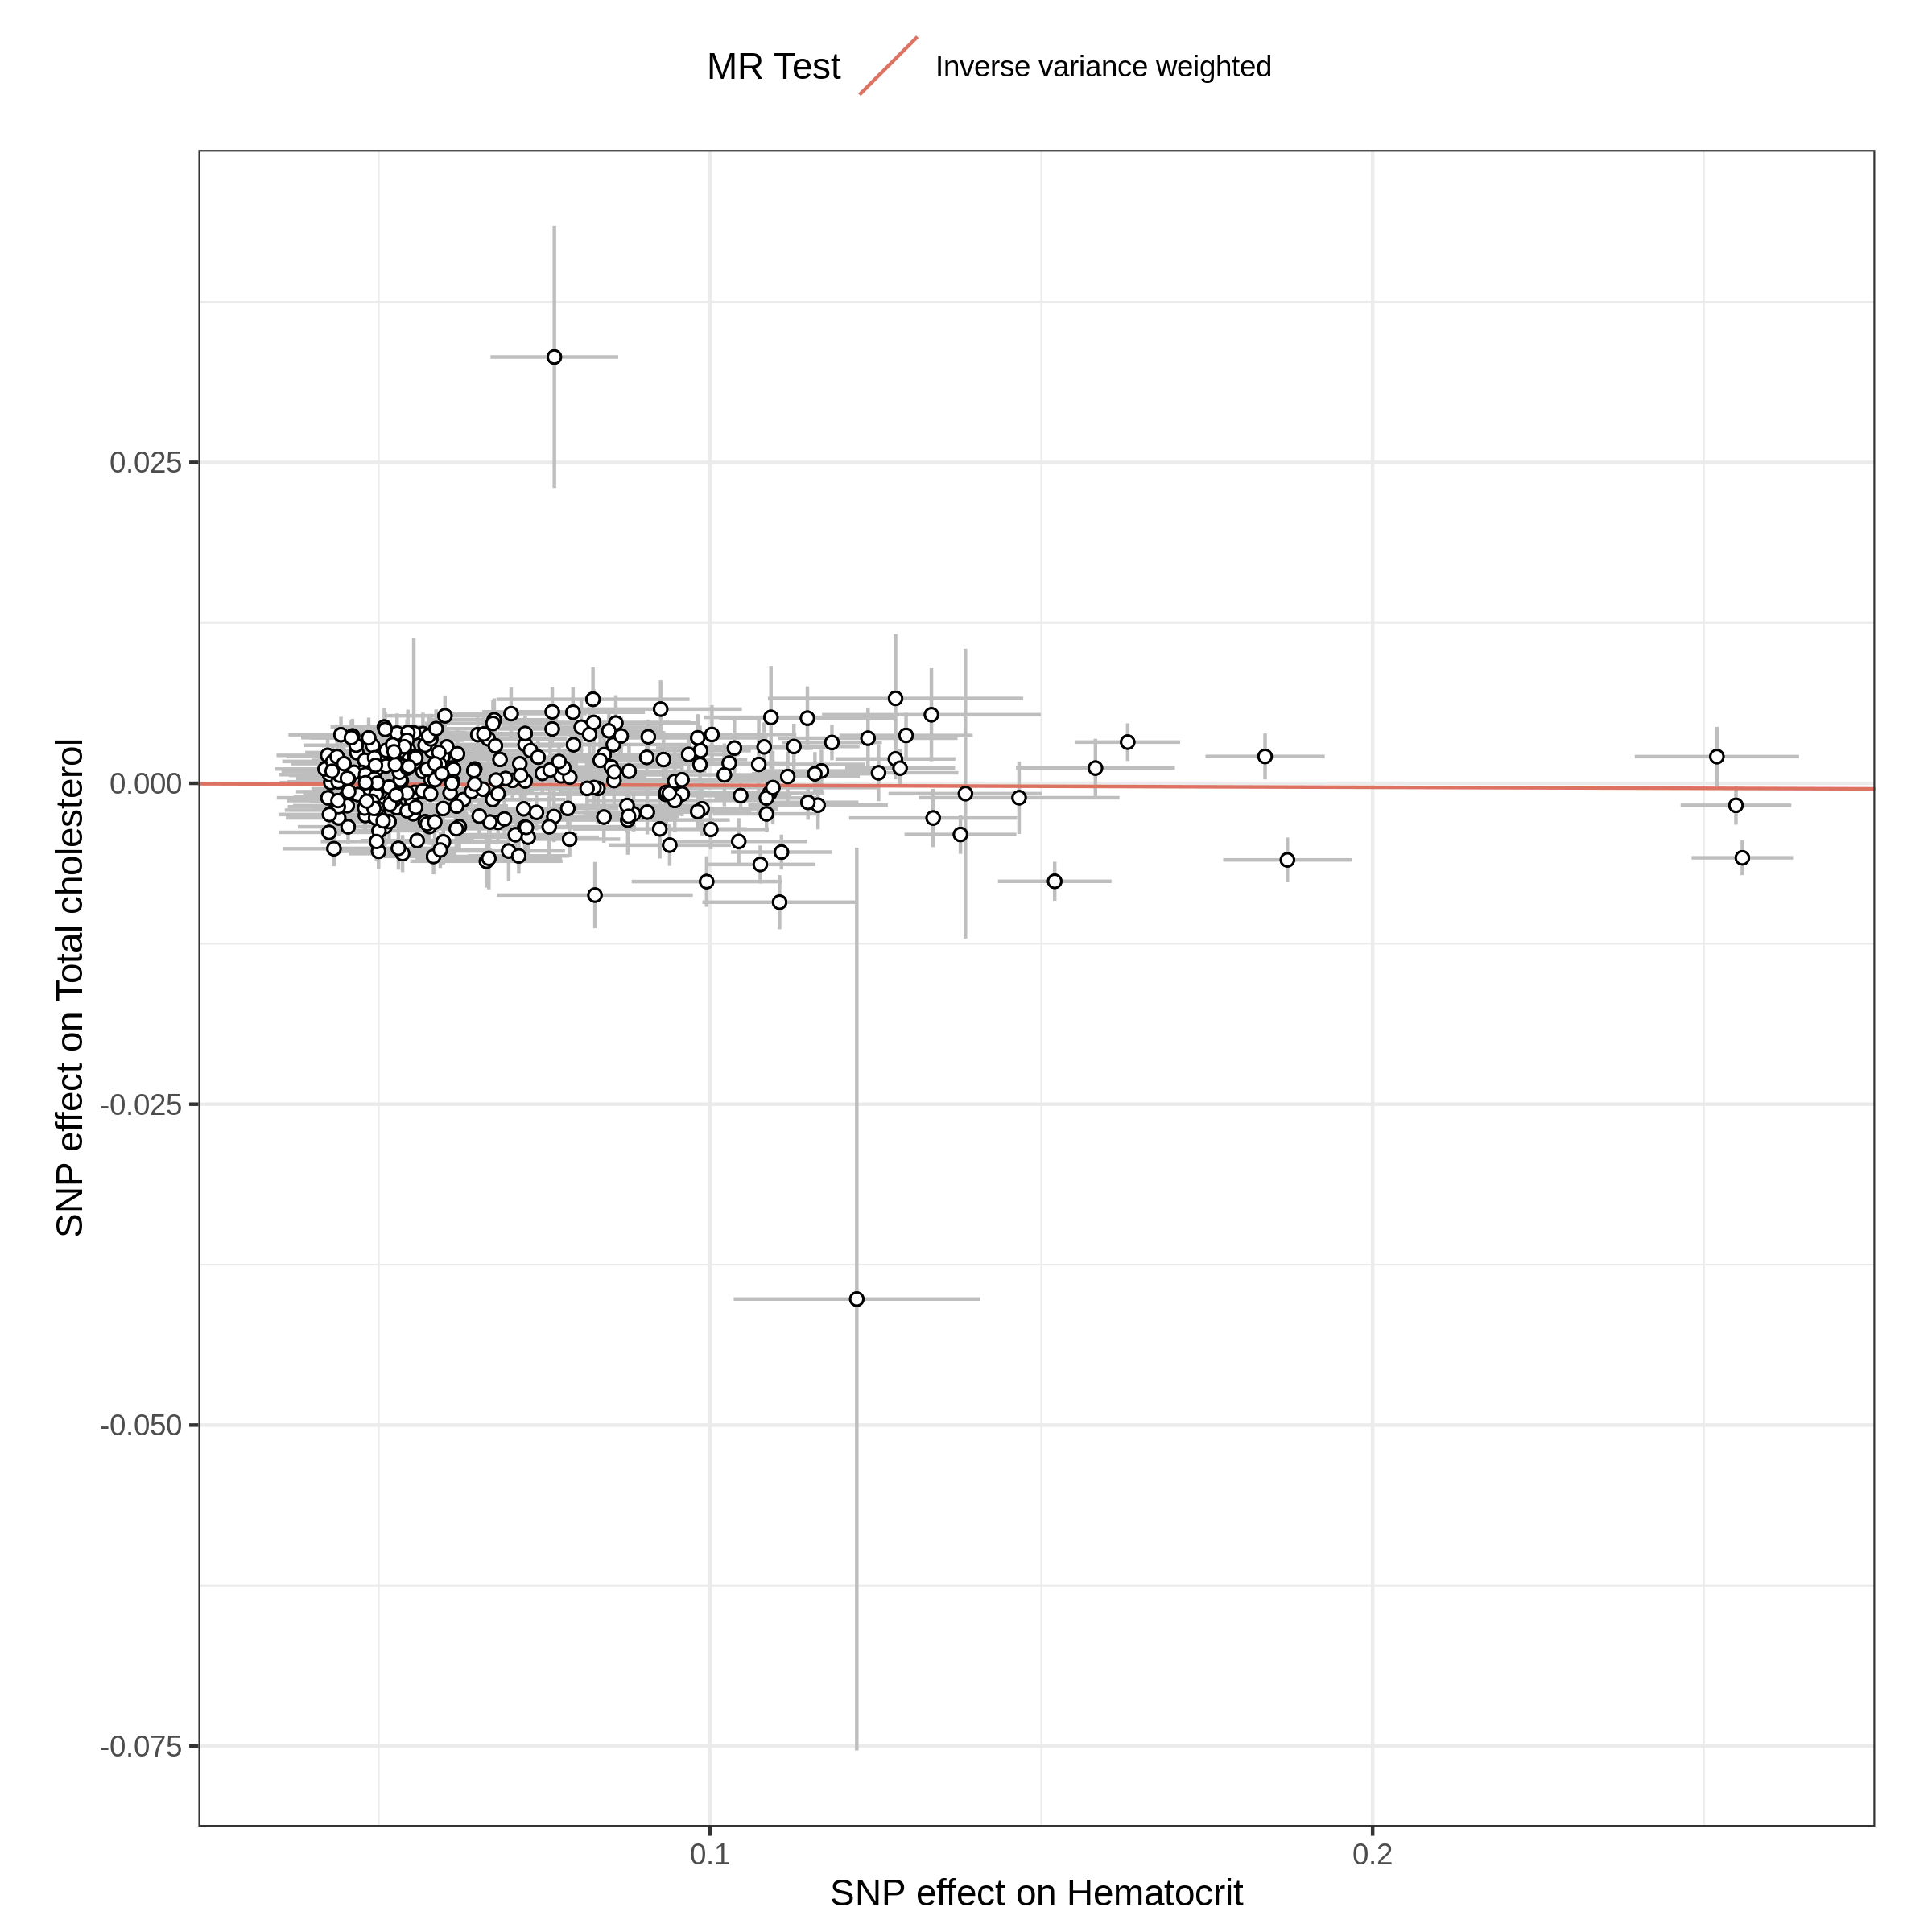 MR Test Inverse variance weighted
SNP effect on Total cholesterol
0.025
0.000
-0.025
-0.050
-0.075
0.1 0.2
SNP effect on Hematocrit